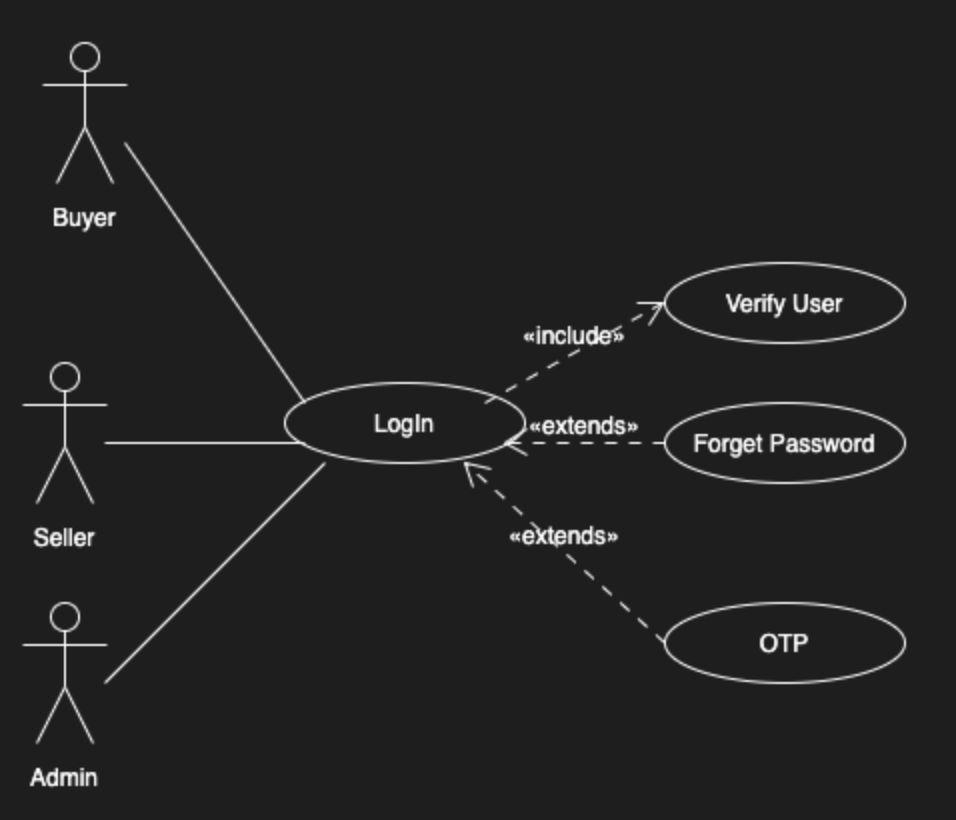 Buyer
Verify User
«include»
LogIn
«extends»
Forget Password
Seller
«extends»
OTP
Admin